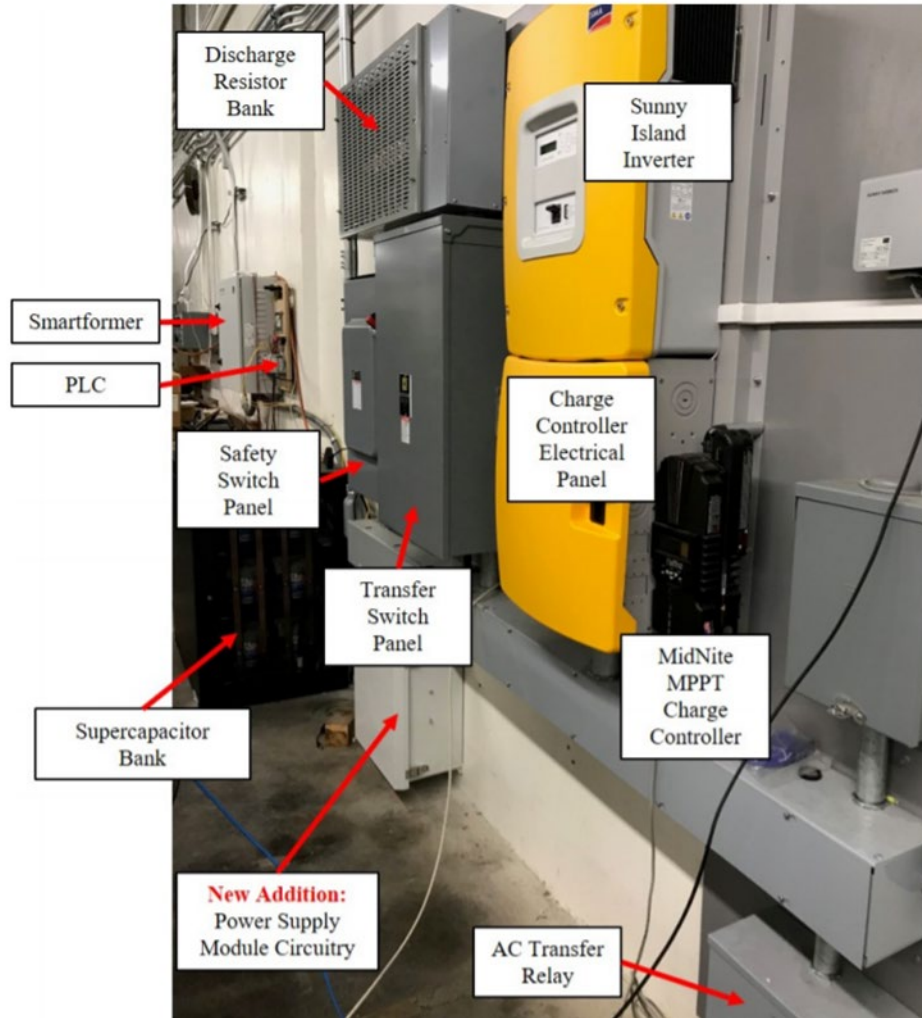 Discharge
Resistor
Bank
SMA
Sunny
Island
Inverter
Smartformer
PLC
Safety
Switch
Panel
Charge
Controller
Electrical
Panel
Transfer
Switch
Panel
MidNite
MPPT
Charge
Controller
Supercapacitor
Bank
New Addition:
Power Supply
Module Circuitry
AC Transfer
Relay